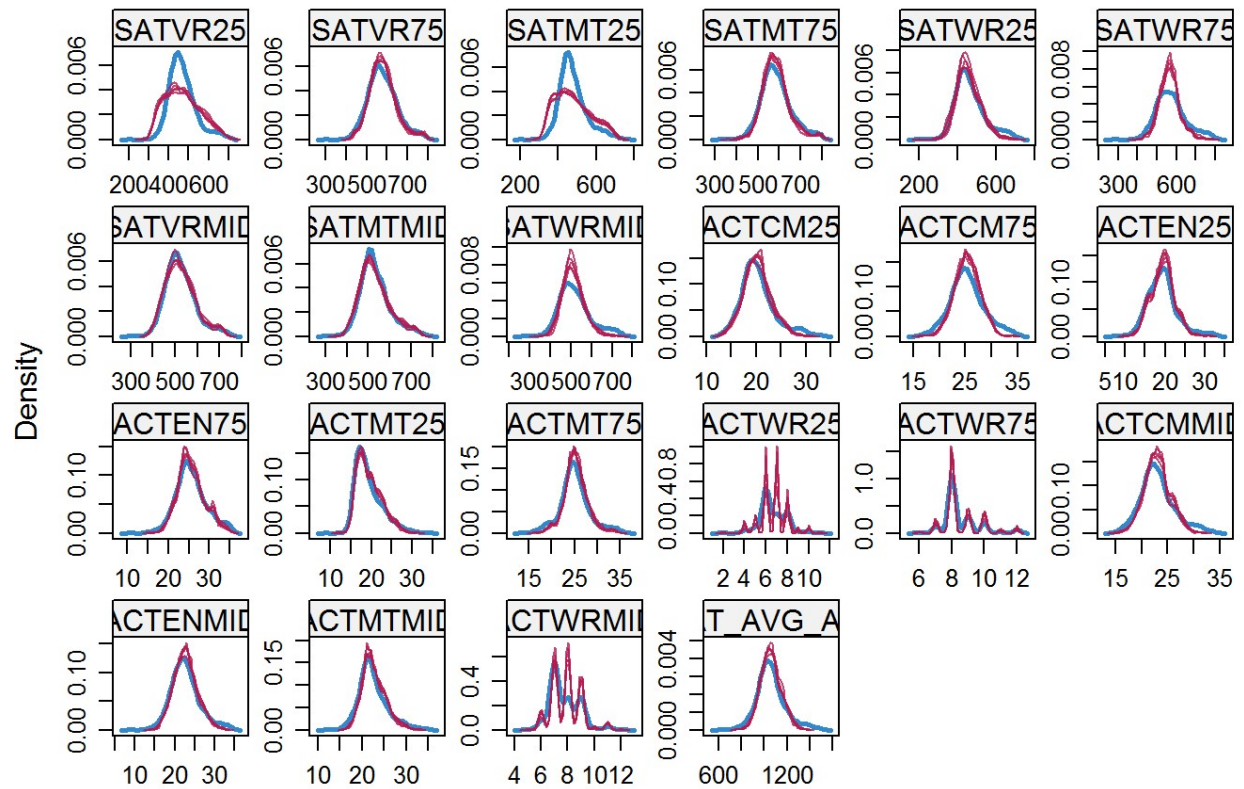 SATVR25 SATVR75 SATMT25 SATMT75 SATWR25 SATWR75
0.000 0.006 0.000 0.006 0.000 0.006 0.000 0.006 0.000 0.006 0.000 0.008
200400600 300500700 200 600 300500700 200 600 300 600
SATVRMID SATMTMID SATWRMID ACTCM25 ACTCM75 ACTEN25
0.000 0.006 0.000 0.006 0.000 0.008 0.00 0.10 0.00 0.10 0.00 0.10
300500700 300500700 300500700 10 20 30 15 25 35 510 20 30
Density
ACTEN75 ACTMT25 ACTMT75 ACTWR25 ACTWR75 ACTCMMID
0.00 0.10 0.00 0.10 0.00 0.15 0.00.40.8 0.0 1.0 0.00 0.10
10 20 30 10 20 30 15 25 35 2 4 6 8 10 6 8 10 12 15 25 35
ACTENMID ACTMTMID ACTWRMID T_AVG_A
0.00 0.10 0.00 0.15 0.0 0.4 0.000 0.004
10 20 30 10 20 30 4 6 8 1012 600 1200